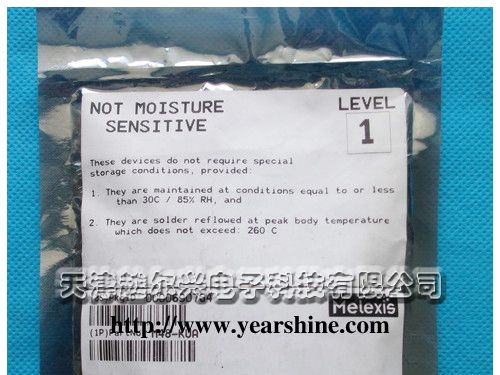 NOT MOISTURE
SENSITIVE
LEVEL
1
These devices do not require special
storage conditions, provided:
1. They are maintained at conditions equal to or less
than 30C / 85% RH, and
2. They are solder reflowed at peak body temperature
which does not exceed: 260 C
天津
电子科技有限公司
Melexis
http://www.yearshine.com